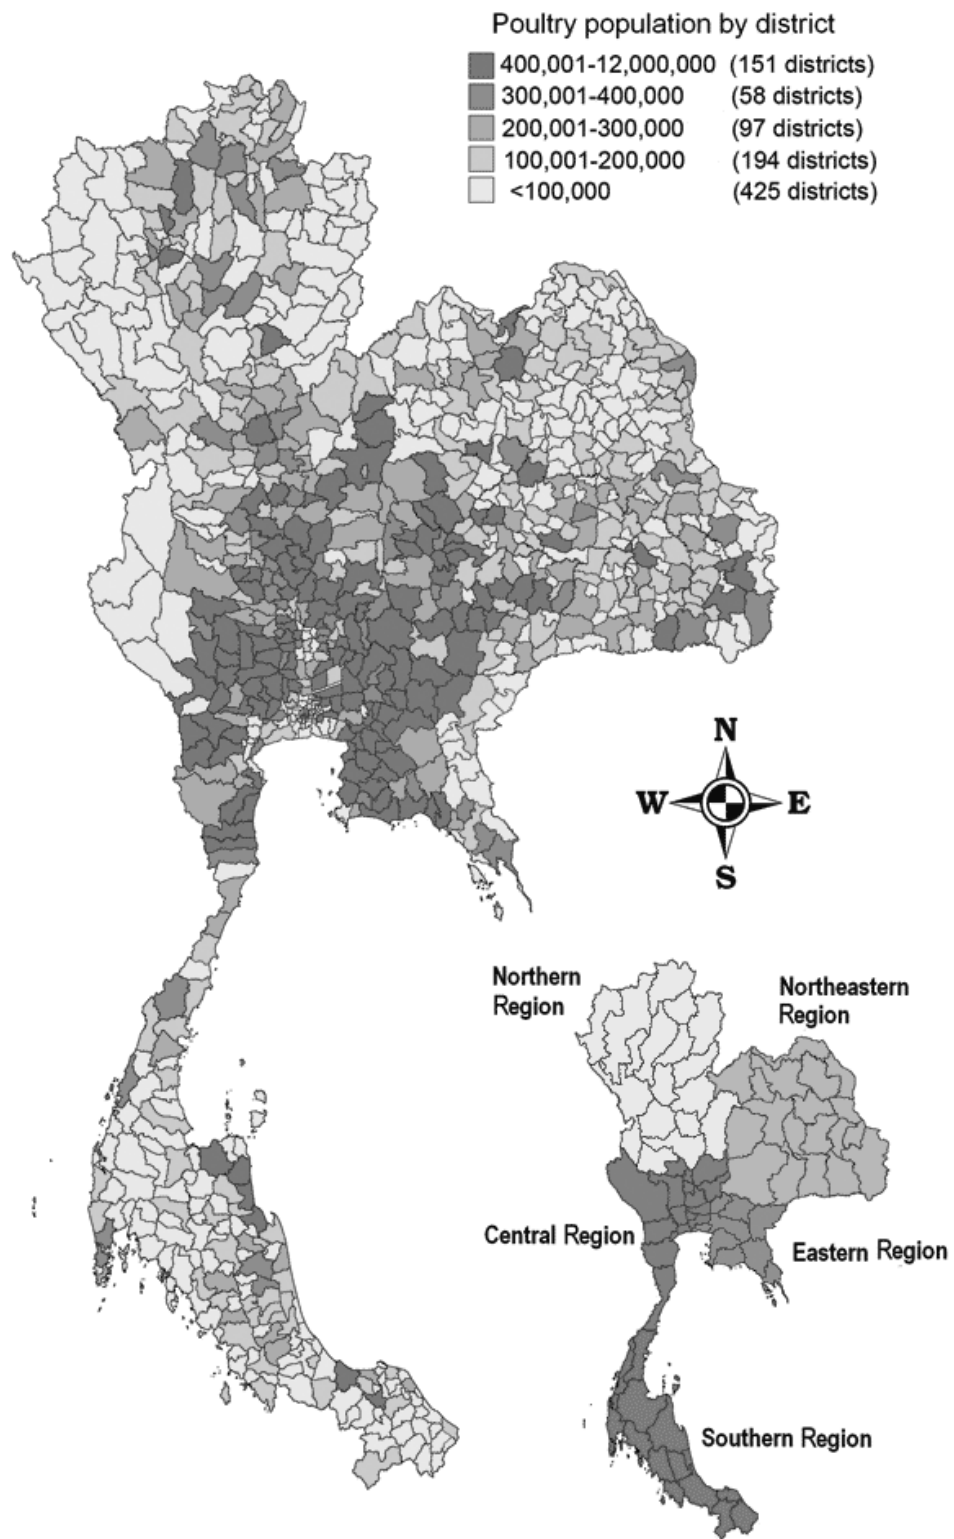 Poultry population by district
400,001-12,000,000 (151 districts)
300,001-400,000 (58 districts)
200,001-300,000 (97 districts)
100,001-200,000 (194 districts)
<100,000 (425 districts)
N
W E
S
Northern
Region
Northeastern
Region
Central Region
Eastern Region
Southern Region